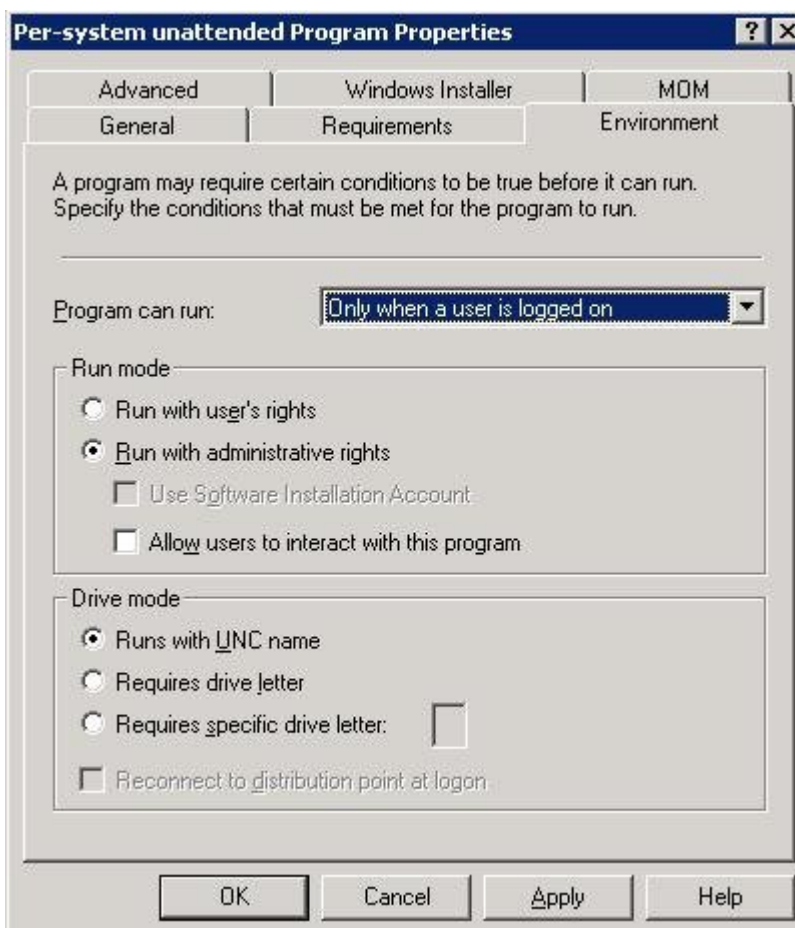 Per-system unattended Program Properties
Advanced Windows Installer MOM
General Requirements Environment
A program may require certain conditions to be true before it can run.
Specify the conditions that must be met for the program to run.
Program can run: Only when a user is logged on
Run mode
Run with user's rights
Run with administrative rights
Use Software Installation Account
Allow users to interact with this program
Drive mode
Runs with UNC name
Requires drive letter
Requires specific drive letter:
Reconnect to distribution point at logon
OK Cancel Apply Help